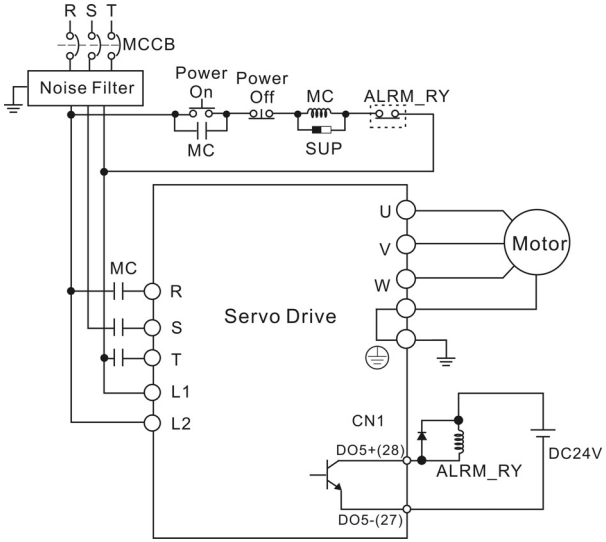 R S T
MCCB
Noise Filter
Power
On
Power
Off
MC
ALRM_RY
MC
SUP
U
V
W
Motor
MC
R
S
T
L1
L2
Servo Drive
CN1
DO5+(28)
DO5-(27)
ALRM_RY
DC24V